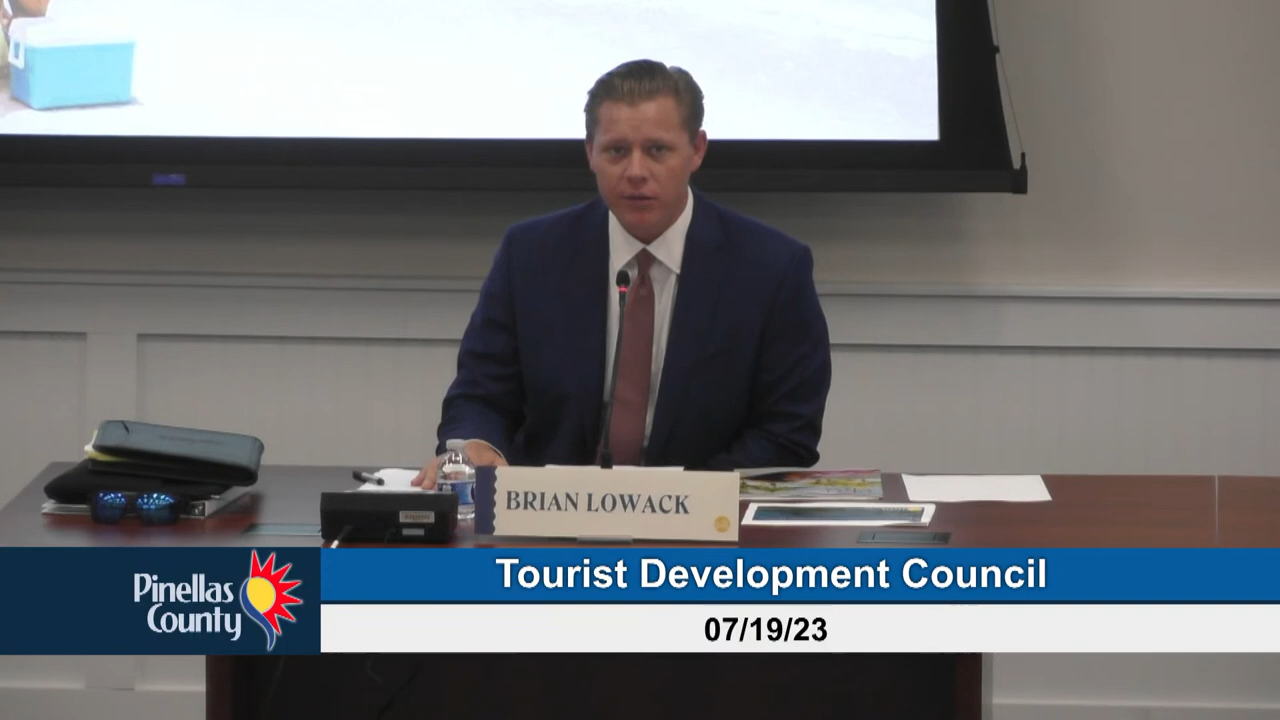 BRIAN LOWACK
Pinellas
County
Tourist Development Council
07/19/23